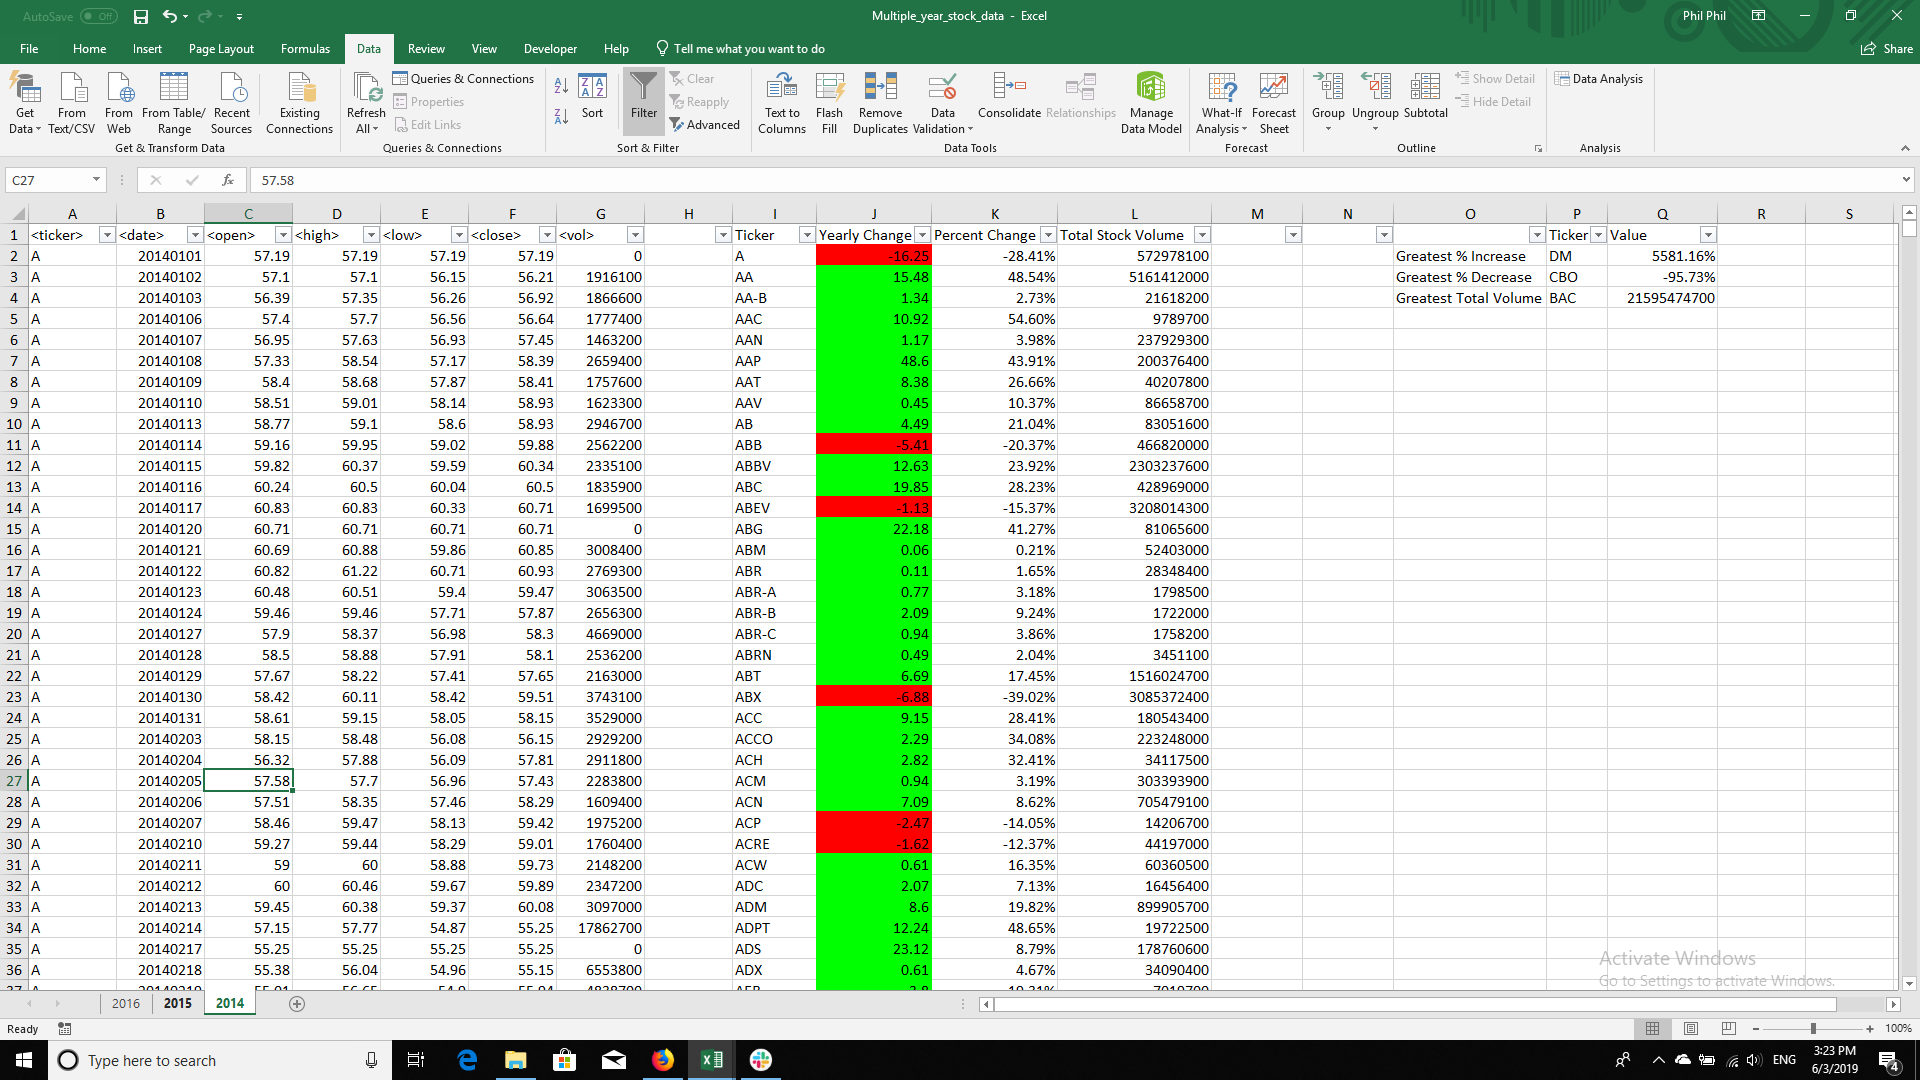 AutoSave Off
Multiple_year_stock_data - Excel
Phil Phil
File Home Insert Page Layout Formulas Data Review View Developer Help Tell me what you want to do Share
Get Data
From Text/CSV
From Web
From Table/ Range
Recent Sources
Existing Connections
Get & Transform Data
Refresh All
Queries & Connections
Properties
Edit Links
Queries & Connections
Sort
Filter
Clear
Reapply
Advanced
Sort & Filter
Text to Columns
Flash Fill
Remove Duplicates
Data Validation
Consolidate
Relationships
Manage Data Model
Data Tools
What-If Analysis
Forecast Sheet
Forecast
Group
Ungroup
Subtotal
Show Detail
Hide Detail
Outline
Data Analysis
Analysis
C27 fx 57.58
A B C D E F G H I J K L M N O P Q R S
1 <ticker> <date> <open> <high> <low> <close> <vol> Ticker Yearly Change Percent Change Total Stock Volume Ticker Value
2 A 20140101 57.19 57.19 57.19 57.19 0 A -16.25 -28.41% 572978100 Greatest % Increase DM 5581.16%
3 A 20140102 57.1 57.1 56.15 56.21 1916100 AA 15.48 48.54% 5161412000 Greatest % Decrease CBO -95.73%
4 A 20140103 56.39 57.35 56.26 56.92 1866600 AA-B 1.34 2.73% 21618200 Greatest Total Volume BAC 21595474700
5 A 20140106 57.4 57.7 56.56 56.64 1777400 AAC 10.92 54.60% 9789700
6 A 20140107 56.95 57.63 56.93 57.45 1463200 AAN 1.17 3.98% 237929300
7 A 20140108 57.33 58.54 57.17 58.39 2659400 AAP 48.6 43.91% 200376400
8 A 20140109 58.4 58.68 57.87 58.41 1757600 AAT 8.38 26.66% 40207800
9 A 20140110 58.51 59.01 58.14 58.93 1623300 AAV 0.45 10.37% 86658700
10 A 20140113 58.77 59.1 58.6 58.93 2946700 AB 4.49 21.04% 83051600
11 A 20140114 59.16 59.95 59.02 59.88 2562200 ABB -5.41 -20.37% 466820000
12 A 20140115 59.82 60.37 59.59 60.34 2335100 ABBV 12.63 23.92% 2303237600
13 A 20140116 60.24 60.5 60.04 60.5 1835900 ABC 19.85 28.23% 428969000
14 A 20140117 60.83 60.83 60.33 60.71 1699500 ABEV -1.13 -15.37% 3208014300
15 A 20140120 60.71 60.71 60.71 60.71 0 ABG 22.18 41.27% 81065600
16 A 20140121 60.69 60.88 59.86 60.85 3008400 ABM 0.06 0.21% 52403000
17 A 20140122 60.82 61.22 60.71 60.93 2769300 ABR 0.11 1.65% 28348400
18 A 20140123 60.48 60.51 59.4 59.47 3063500 ABR-A 0.77 3.18% 1798500
19 A 20140124 59.46 59.46 57.71 57.87 2656300 ABR-B 2.09 9.24% 1722000
20 A 20140127 57.9 58.37 56.98 58.3 4669000 ABR-C 0.94 3.86% 1758200
21 A 20140128 58.5 58.88 57.91 58.1 2536200 ABRN 0.49 2.04% 3451100
22 A 20140129 57.67 58.22 57.41 57.65 2163000 ABT 6.69 17.45% 1516024700
23 A 20140130 58.42 60.11 58.42 59.51 3743100 ABX -6.88 -39.02% 3085372400
24 A 20140131 58.61 59.15 58.05 58.15 3529000 ACC 9.15 28.41% 180543400
25 A 20140203 58.15 58.48 56.08 56.15 2929200 ACCO 2.29 34.08% 223248000
26 A 20140204 56.32 57.88 56.09 57.81 2911800 ACH 2.82 32.41% 34117500
27 A 20140205 57.58 57.7 56.96 57.43 2283800 ACM 0.94 3.19% 303393900
28 A 20140206 57.51 58.35 57.46 58.29 1609400 ACN 7.09 8.62% 705479100
29 A 20140207 58.46 59.47 58.13 59.42 1975200 ACP -2.47 -14.05% 14206700
30 A 20140210 59.27 59.44 58.29 59.01 1760400 ACRE -1.62 -12.37% 44197000
31 A 20140211 59 60 58.88 59.73 2148200 ACW 0.61 16.35% 60360500
32 A 20140212 60 60.46 59.67 59.89 2347200 ADC 2.07 7.13% 16456400
33 A 20140213 59.45 60.38 59.37 60.08 3097000 ADM 8.6 19.82% 899905700
34 A 20140214 57.15 57.77 54.87 55.25 17862700 ADPT 12.24 48.65% 19722500
35 A 20140217 55.25 55.25 55.25 55.25 0 ADS 23.12 8.79% 178760600
36 A 20140218 55.38 56.04 54.96 55.15 6553800 ADX 0.61 4.67% 34090400
Activate Windows
Go to Settings to activate Windows.
2016 2015 2014
Ready 100%
Type here to search
ENG
3:23 PM
6/3/2019
4